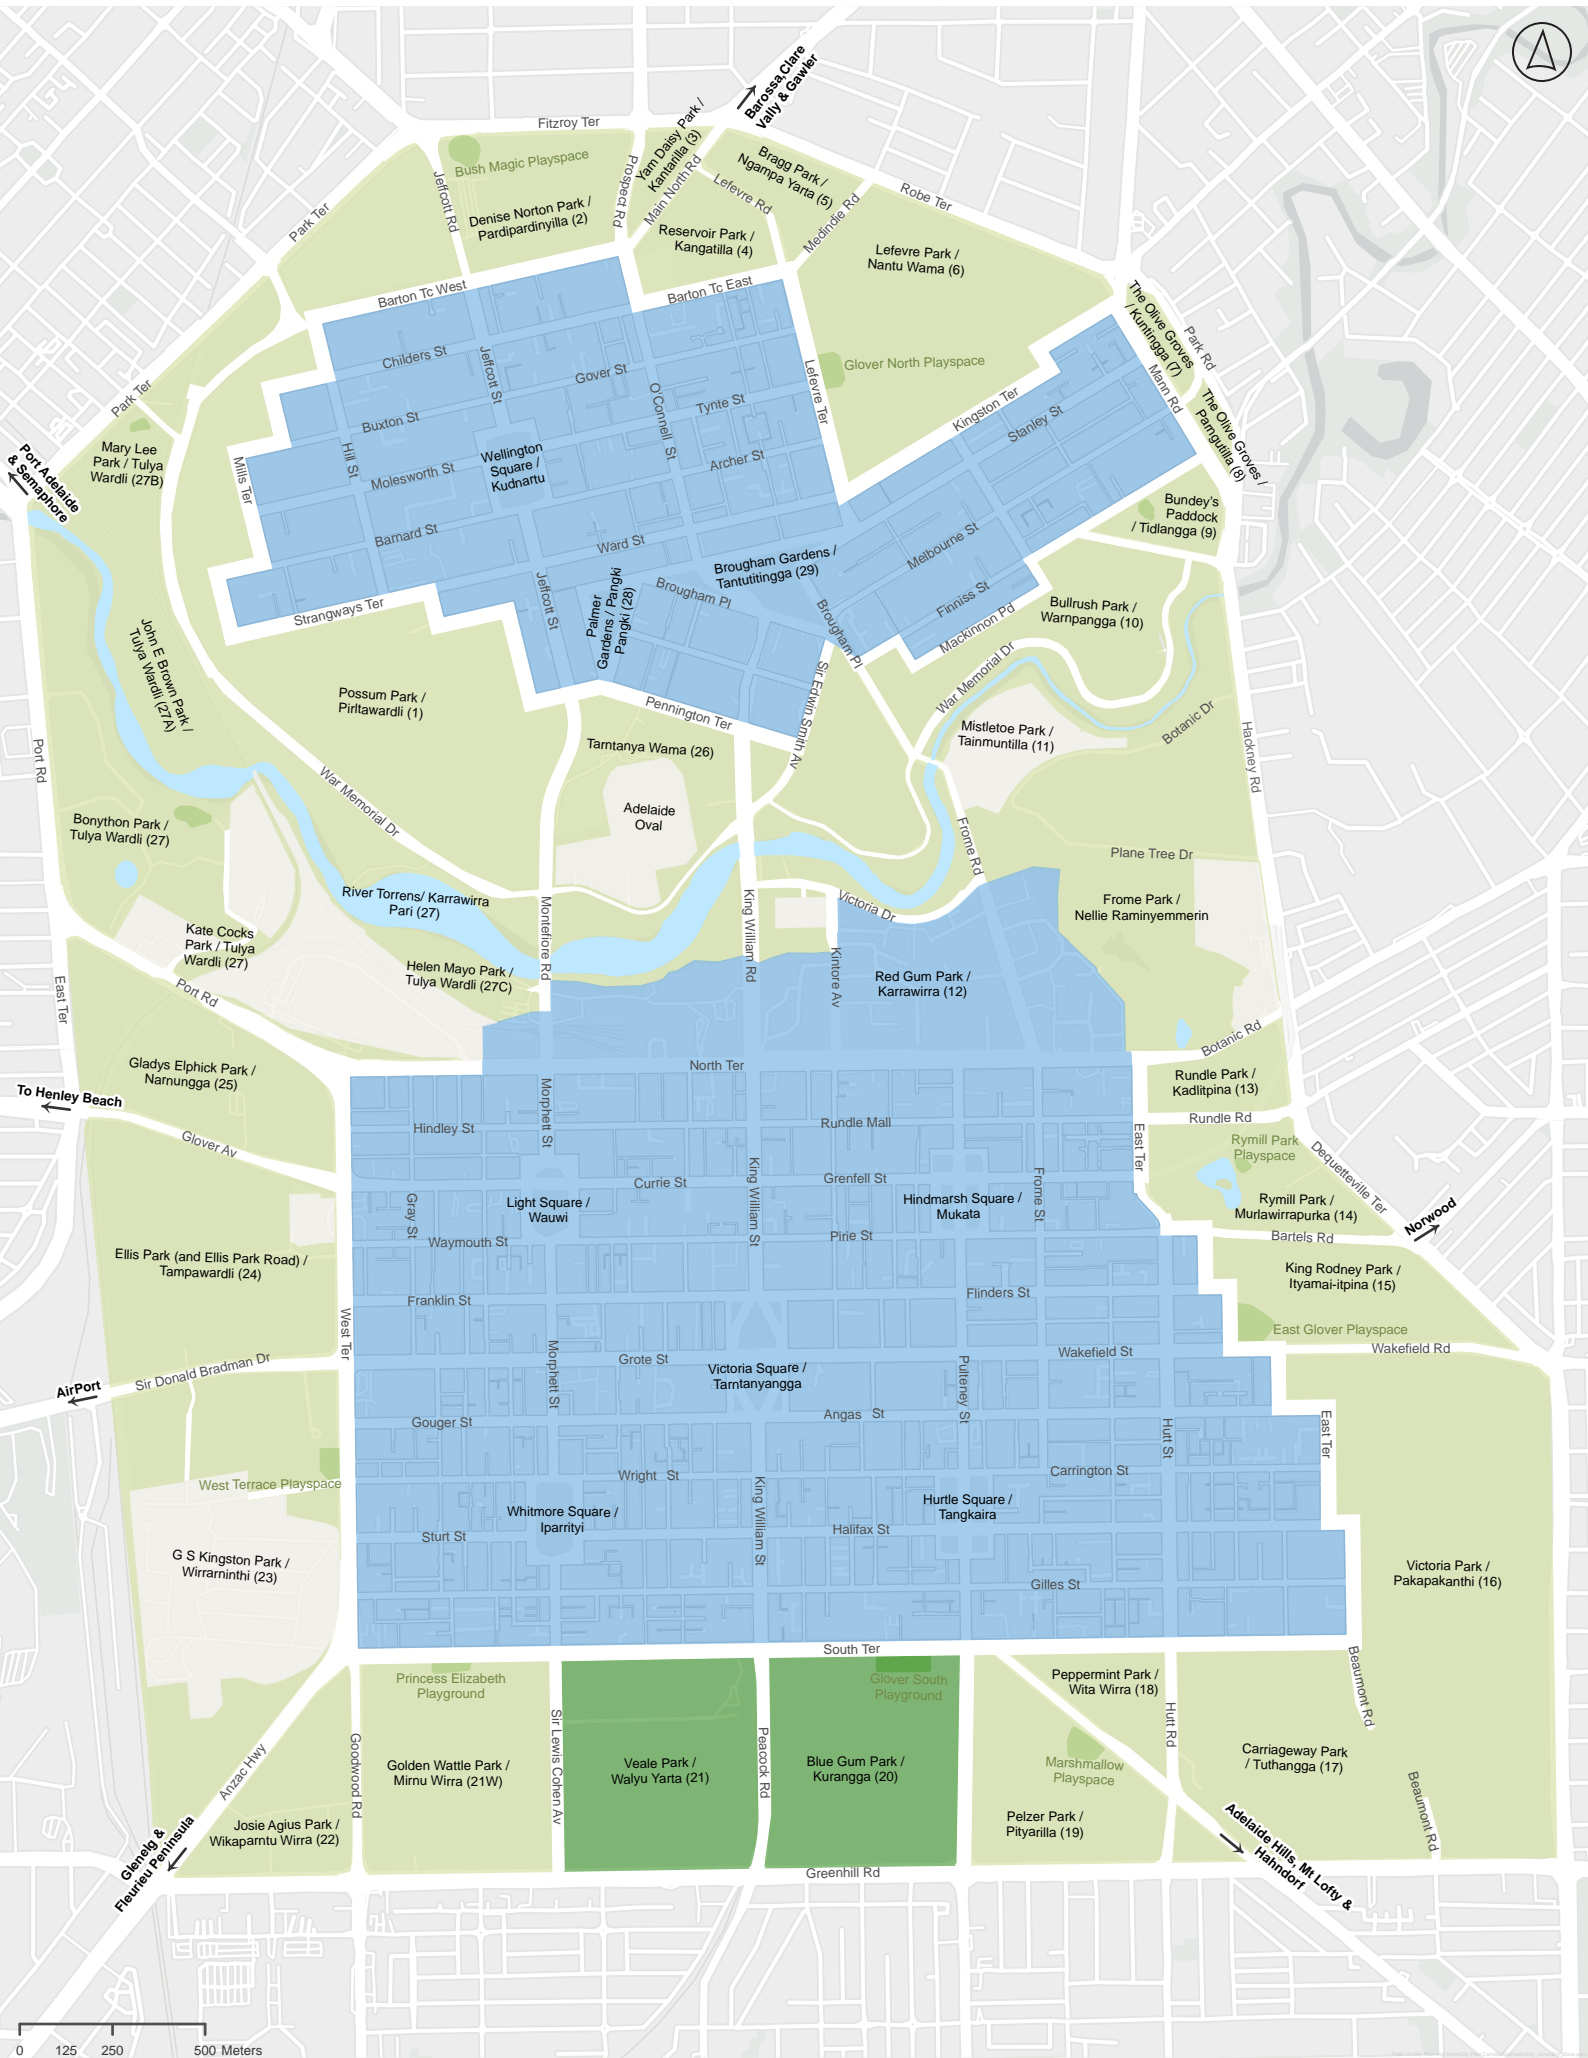 Barossa,Clare
Vally & Gawler
Fitzroy Ter
Bush Magic Playspace
Yam Daisy Park /
Kantarilla (3)
Bragg Park /
Ngampa Yarta (5)
Robe Ter
Park Ter
Jeffcott Rd
Denise Norton Park /
Pardipardinyilla (2)
Prospect Rd
Main North Rd
Lefevre Rd
Medindie Rd
Reservoir Park /
Kangatilla (4)
Lefevre Park /
Nantu Wama (6)
Barton Tc West
Barton Tc East
The Olive Groves
/ Kuntingga (7)
Park Rd
Childers St
Jeffcott St
Gover St
Glover North Playspace
Lefevre Ter
Mann Rd
Park Ter
Buxton St
O'Connell St
Tynte St
Kingston Ter
Stanley St
The Olive Groves /
Parngutilla (8)
Port Adelaide
& Semaphore
Mary Lee
Park / Tulya
Wardli (27B)
Mills Ter
Hill St
Molesworth St
Wellington
Square /
Kudnartu
Archer St
Barnard St
Ward St
Melbourne St
Bundey's
Paddock
/ Tidlangga (9)
Brougham Gardens /
Tantutitingga (29)
Strangways Ter
Jeffcott St
Palmer
Gardens / Pangki
Pangki (28)
Brougham Pl
Brougham Pl
Finniss St
Mackinnon Pd
Bullrush Park /
Warnpangga (10)
John E Brown Park /
Tulya Wardli (27A)
Possum Park /
Pirltawardli (1)
Pennington Ter
Sir Edwin Smith Av
War Memorial Dr
Mistletoe Park /
Tainmuntilla (11)
Botanic Dr
Hackney Rd
Port Rd
Tarntanya Wama (26)
War Memorial Dr
Adelaide
Oval
Bonython Park /
Tulya Wardli (27)
Frome Rd
Plane Tree Dr
River Torrens/ Karrawirra
Pari (27)
Victoria Dr
Frome Park /
Nellie Raminyemmerin
Kate Cocks
Park / Tulya
Wardli (27)
Montefiore Rd
King William Rd
Kintore Av
Helen Mayo Park /
Tulya Wardli (27C)
Red Gum Park /
Karrawirra (12)
East Ter
Port Rd
Botanic Rd
Gladys Elphick Park /
Narnungga (25)
North Ter
Rundle Park /
Kadlitpina (13)
To Henley Beach
Morphett St
Hindley St
Rundle Mall
Rundle Rd
Glover Av
East Ter
Rymill Park
Playspace
Dequetteville Ter
Currie St
Grenfell St
Frome St
King William St
Gray St
Light Square /
Wauwi
Hindmarsh Square /
Mukata
Rymill Park /
Murlawirrapurka (14)
Norwood
Waymouth St
Pirie St
Bartels Rd
Ellis Park (and Ellis Park Road) /
Tampawardli (24)
King Rodney Park /
Ityamai-itpina (15)
Franklin St
Flinders St
West Ter
East Glover Playspace
Morphett St
Grote St
Wakefield St
Wakefield Rd
Sir Donald Bradman Dr
AirPort
Victoria Square /
Tarntanyangga
Pulteney St
Gouger St
Angas St
Hutt St
East Ter
West Terrace Playspace
Wright St
Carrington St
King William St
Whitmore Square /
Iparrityi
Hurtle Square /
Tangkaira
Sturt St
Halifax St
G S Kingston Park /
Wirrarninthi (23)
Gilles St
Victoria Park /
Pakapakanthi (16)
South Ter
Princess Elizabeth
Playground
Glover South
Playground
Peppermint Park /
Wita Wirra (18)
Beaumont Rd
Sir Lewis Cohen Av
Peacock Rd
Hutt Rd
Goodwood Rd
Anzac Hwy
Golden Wattle Park /
Mirnu Wirra (21W)
Veale Park /
Walyu Yarta (21)
Blue Gum Park /
Kurangga (20)
Marshmallow
Playspace
Carriageway Park
/ Tuthangga (17)
Beaumont Rd
Josie Agius Park /
Wikaparntu Wirra (22)
Pelzer Park /
Pityarilla (19)
Glenelg &
Fleurieu Peninsula
Greenhill Rd
Adelaide Hills, Mt Lofty &
Hahndorf
0 125 250 500 Meters